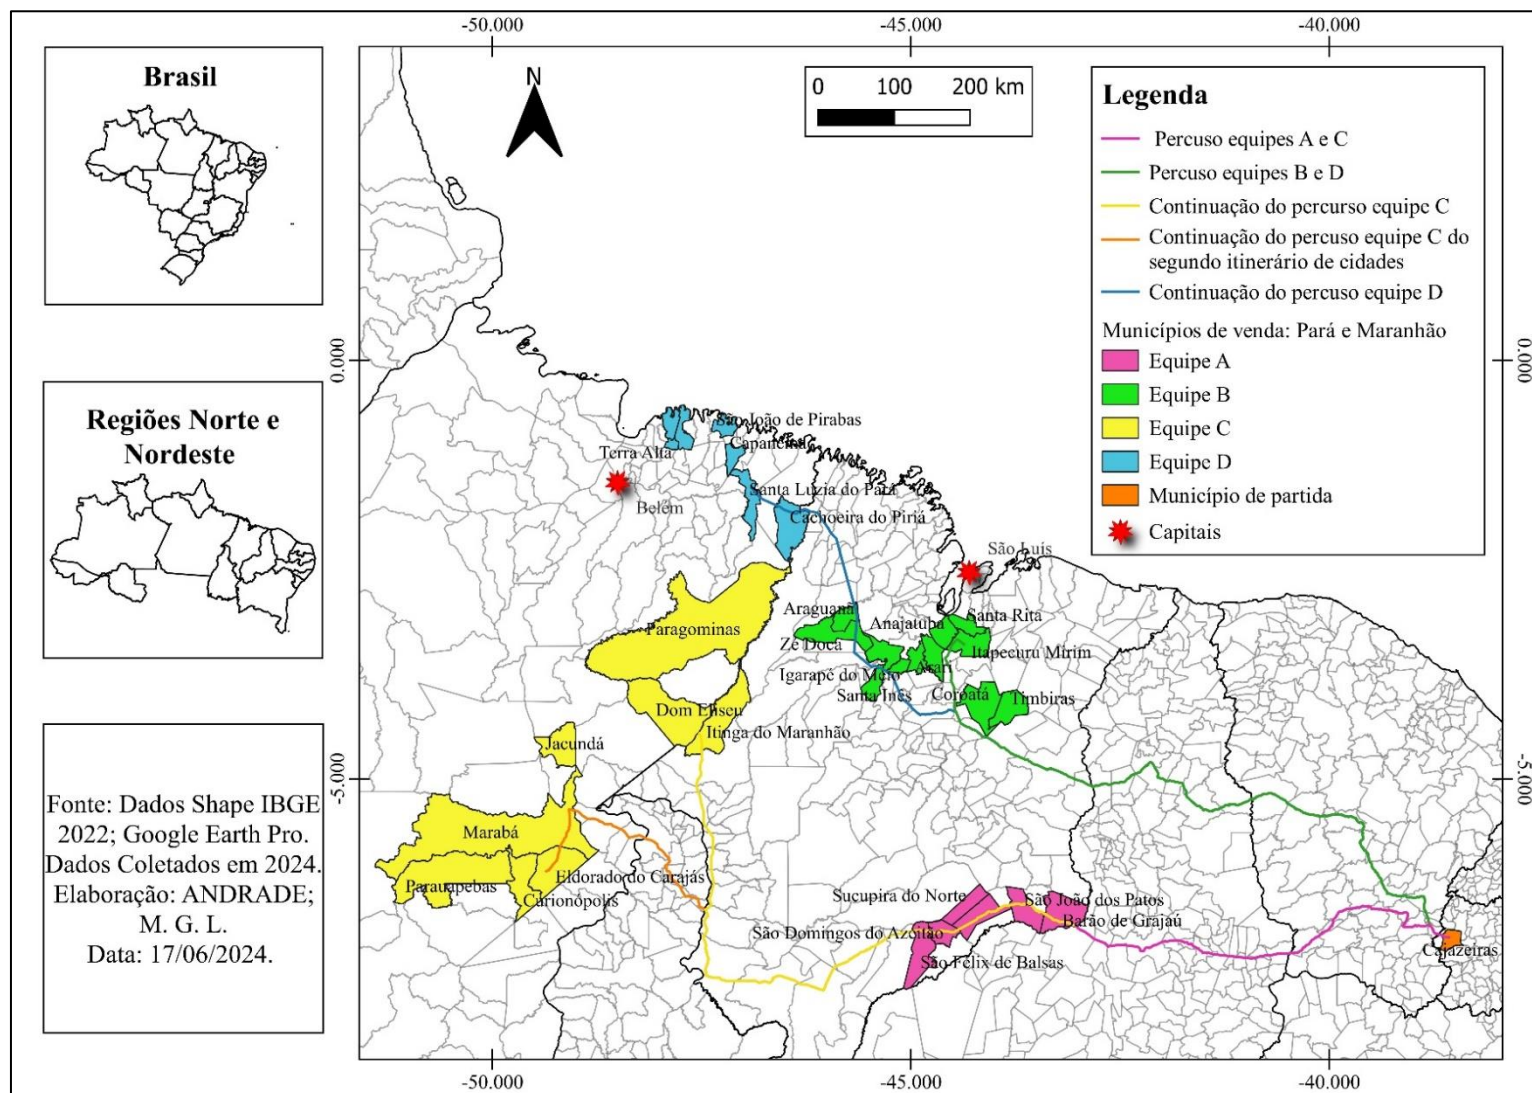 -50.000
-45.000
-40.000
Brasil
Regiões Norte e
Nordeste
Fonte: Dados Shape IBGE
2022; Google Earth Pro.
Dados Coletados em 2024.
Elaboração: ANDRADE;
M. G. L.
Data: 17/06/2024.
N
0 100 200 km
Legenda
Percuso equipes A e C
Percuso equipes B e D
Continuação do percurso equipe C
Continuação do percuso equipe C do
segundo itinerário de cidades
Continuação do percuso equipe D
Municípios de venda: Pará e Maranhão
Equipe A
Equipe B
Equipe C
Equipe D
Município de partida
Capitais
0.000
0.000
São João de Pirabas
Capanema
Terra Alta
Belém
Santa Luzia do Pará
Cachoeira do Piriá
São Luís
Paragominas
Araguanã
Anajatuba
Santa Rita
Zé Doca
Itapecuru Mirim
Igarapé do Meio
Arari
Santa Inês
Coroatá
Timbiras
Dom Eliseu
Itinga do Maranhão
Jacundá
-5.000
-5.000
Marabá
Eldorado do Carajás
Parauapebas
Curionópolis
Sucupira do Norte
São João dos Patos
Barão de Grajaú
São Domingos do Azeitão
São Félix de Balsas
Cajazeiras
-50.000
-45.000
-40.000